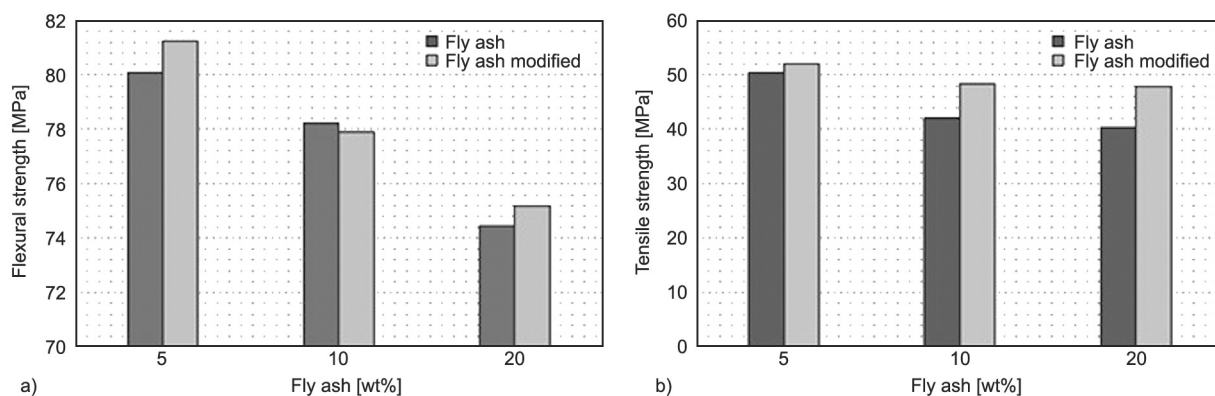 82
80
78
76
74
72
70
Flexural strength [MPa]
Fly ash
Fly ash modified
5
10
20
Fly ash [wt%]
a)
60
50
40
30
20
10
0
Tensile strength [MPa]
Fly ash
Fly ash modified
5
10
20
Fly ash [wt%]
b)